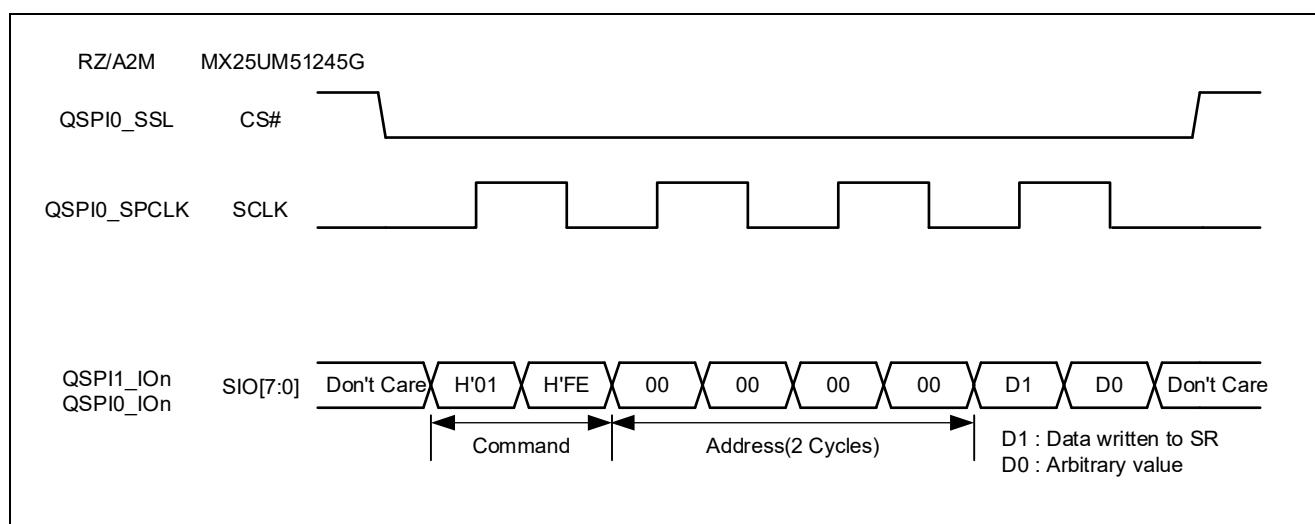 RZ/A2M MX25UM51245G
QSPI0_SSL CS#
QSPI0_SPCLK SCLK
QSPI1_IOn
QSPI0_IOn
SIO[7:0] Don't Care H'01 H'FE 00 00 00 00 D1 D0 Don't Care
Command Address(2 Cycles)
D1 : Data written to SR
D0 : Arbitrary value